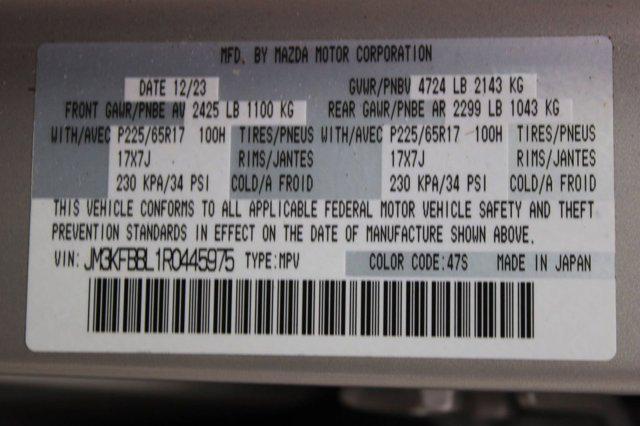 MFD. BY MAZDA MOTOR CORPORATION
DATE 12/23 GVWR/PNBV 4724 LB 2143 KG
FRONT GAWR/PNBE AV 2425 LB 1100 KG REAR GAWR/PNBE AR 2299 LB 1043 KG
WITH/AVEC P225/65R17 100H TIRES/PNEUS WITH/AVEC P225/65R17 100H TIRES/PNEUS
17X7J RIMS/JANTES 17X7J RIMS/JANTES
230 KPA/34 PSI COLD/A FROID 230 KPA/34 PSI COLD/A FROID
THIS VEHICLE CONFORMS TO ALL APPLICABLE FEDERAL MOTOR VEHICLE SAFETY AND THEFT
PREVENTION STANDARDS IN EFFECT ON THE DATE OF MANUFACTURE SHOWN ABOVE.
VIN: JM3KFBBL1R0445975 TYPE:MPV COLOR CODE:47S MADE IN JAPAN